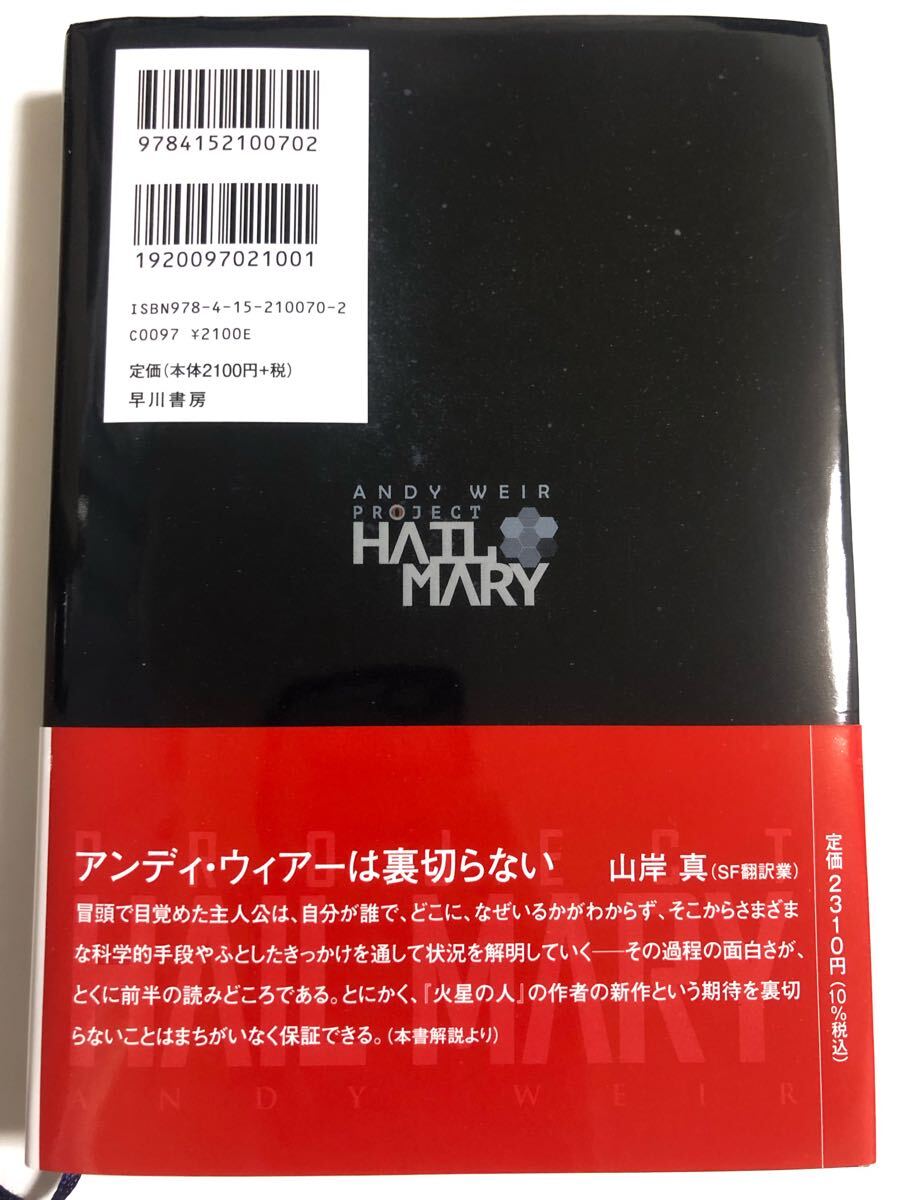 9784152100702
1920097021001
ISBN978-4-15-210070-2
C0097 ¥2100E
定価(本体2100円+税)
早川書房
ANDY WEIR
PROJECT
HAIL
MARY
PROJECT
アンディ・ウィアーは裏切らない 山岸 真(SF翻訳業)
冒頭で目覚めた主人公は、自分が誰で、どこに、なぜいるかがわからず、そこからさまざま
な科学的手段やふとしたきっかけを通して状況を解明していく──その過程の面白さが、
とくに前半の読みどころである。とにかく、『火星の人』の作者の新作という期待を裏切
らないことはまちがいなく保証できる。(本書解説より)
HAIL MARY
ANDY WEIR
定価2310円(10%税込)